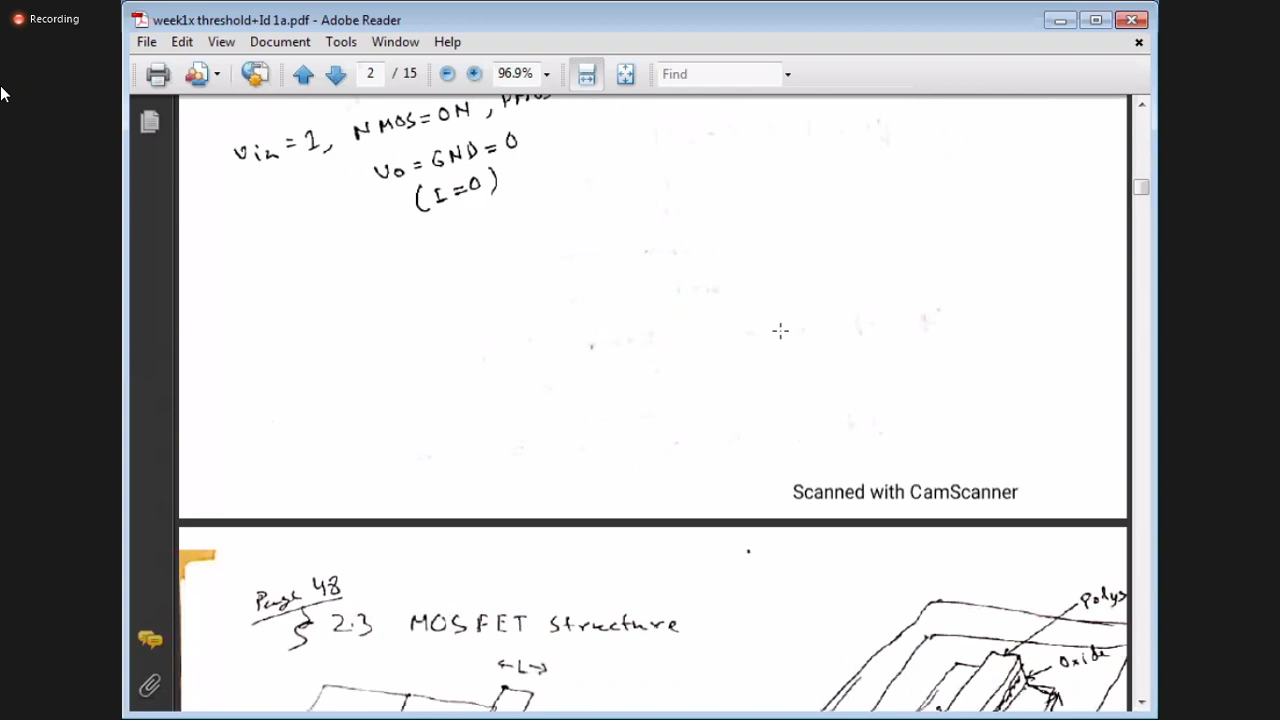 Recording
week1x threshold+Id 1a.pdf - Adobe Reader
File Edit View Document Tools Window Help
2 / 15 96.9% Find
Vin = 1, NMOS = ON,
Vo = GND = 0
(I = 0)
Scanned with CamScanner
Page 48
§ 2.3 MOSFET Structure
L
Polys
Oxide